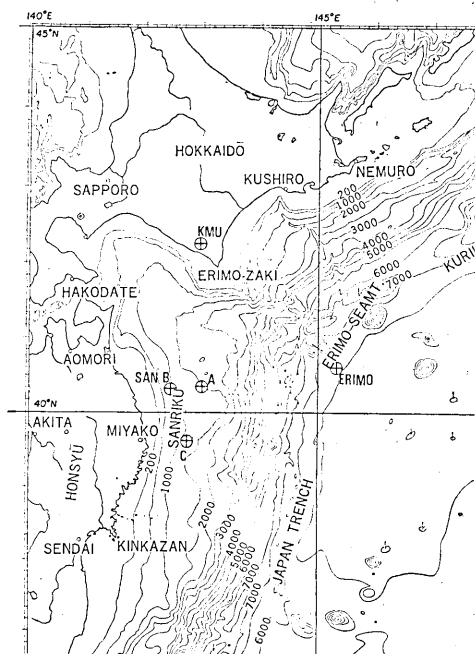 140°E
145°E
45°N
HOKKAIDŌ
SAPPORO
KUSHIRO
NEMURO
200
1000
2000
3000
4000
5000
6000
7000
KMU
ERIMO-ZAKI
HAKODATE
ERIMO-SEAMT
AOMORI
SAN B
A
ERIMO
SANRIKU
40°N
AKITA
MIYAKO
C
HONSYŪ
200
1000
2000
3000
4000
5000
6000
7000
7000
6000
JAPAN TRENCH
SENDAI
KINKAZAN